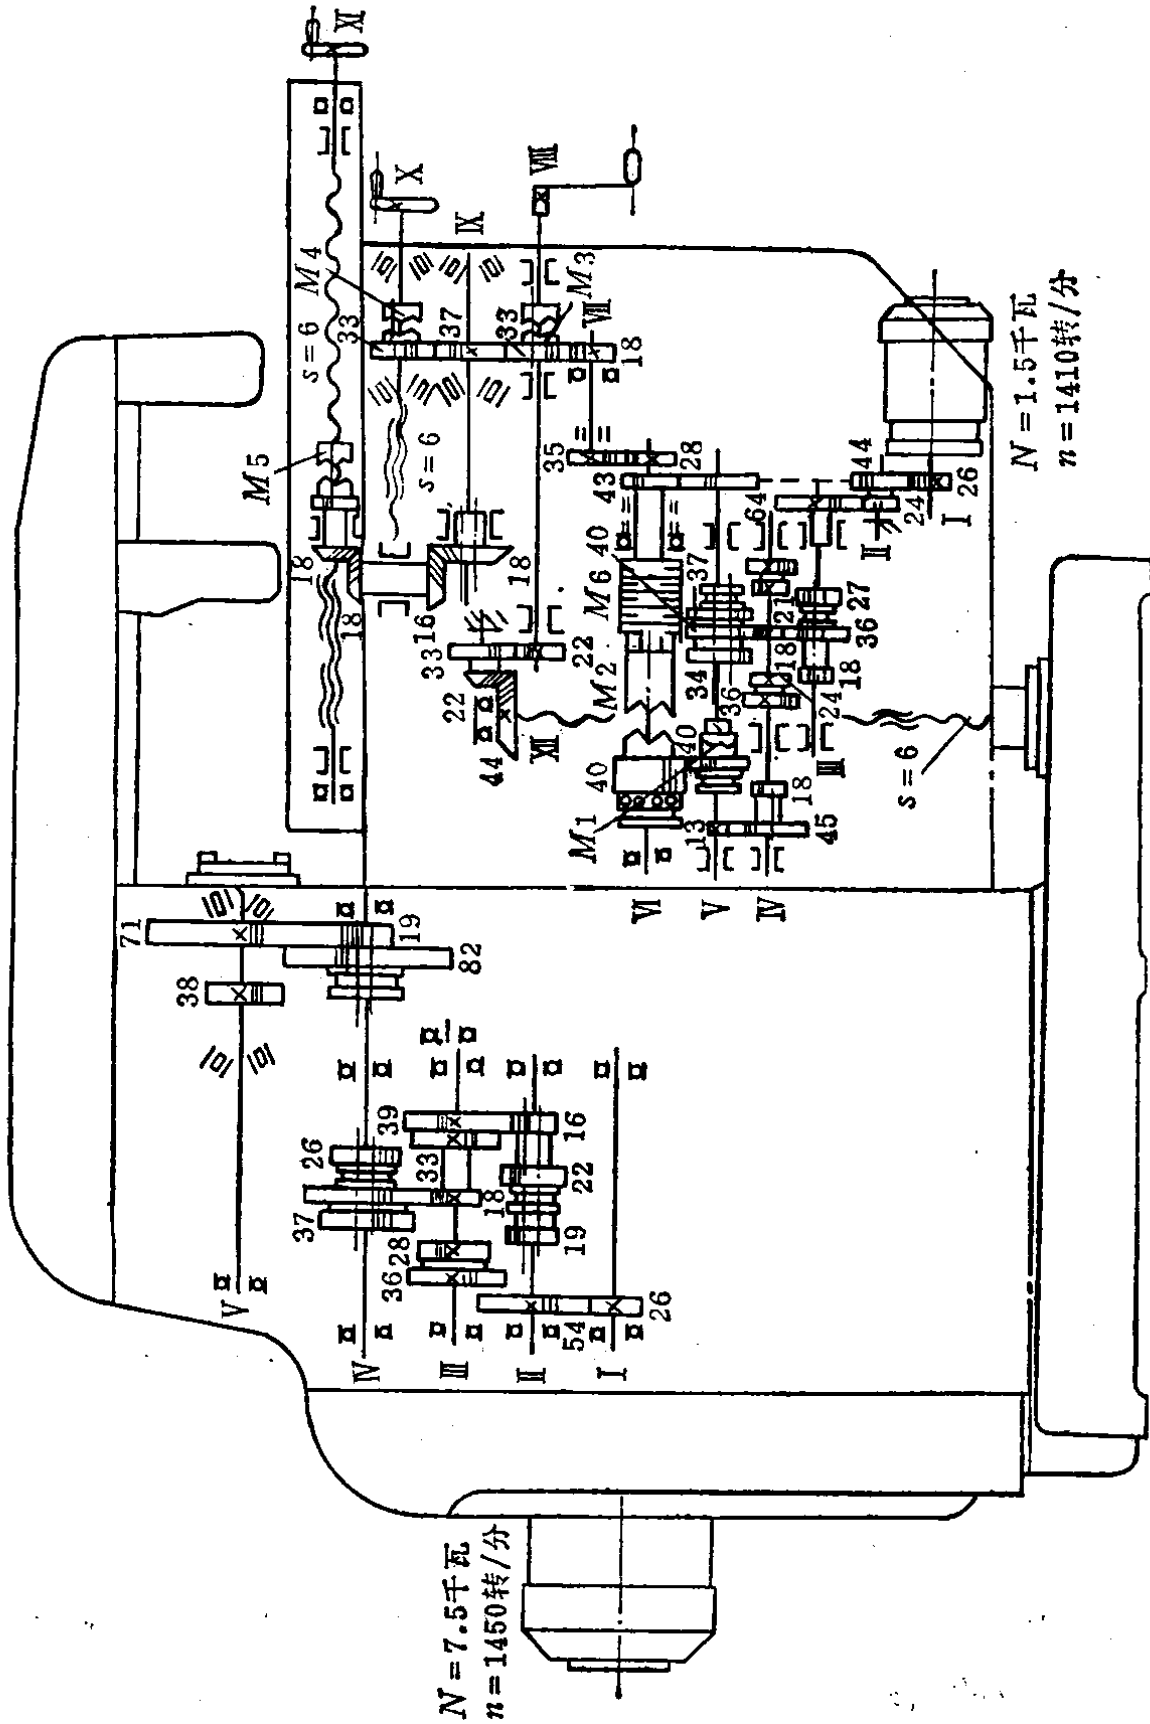 XI
X
M4
s=6
33
IX
VIII
M3
37
33
VII
18
M5
s=6
18
18
16
18
35
43
28
40
M6
37
64
44
24
26
I
II
N=1.5千瓦
n=1410转/分
33
22
22
M2
34
36
18
21
27
36
18
24
III
44
XII
40
40
M1
13
18
45
s=6
VI
V
IV
71
19
82
38
39
16
26
33
22
18
37
28
19
36
54
26
V
IV
III
II
I
N=7.5千瓦
n=1450转/分